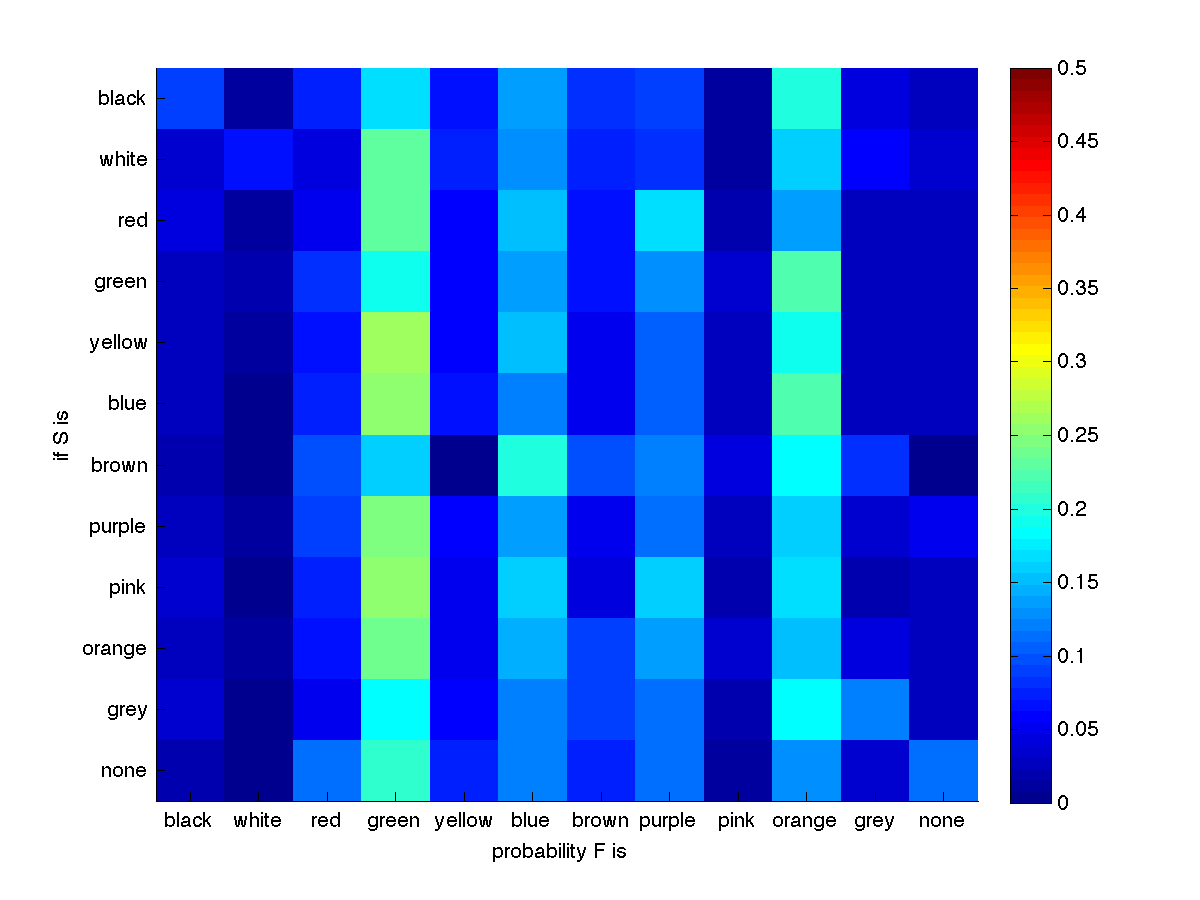 if S is
black
white
red
green
yellow
blue
brown
purple
pink
orange
grey
none
black white red green yellow blue brown purple pink orange grey none
probability F is
0.5
0.45
0.4
0.35
0.3
0.25
0.2
0.15
0.1
0.05
0